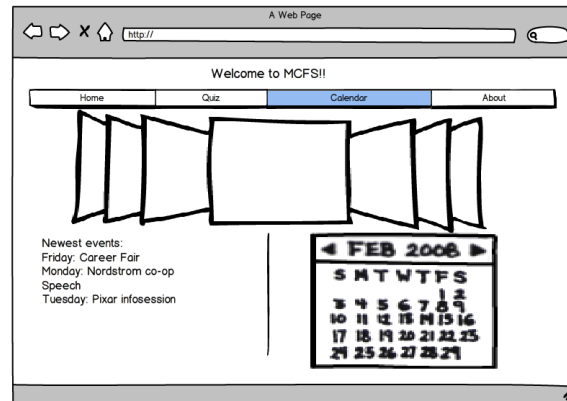 A Web Page
http://
Welcome to MCFS!!
Home Quiz Calendar About
Newest events:
Friday: Career Fair
Monday: Nordstrom co-op
Speech
Tuesday: Pixar infosession
FEB 2008
S M T W T F S
1 2
3 4 5 6 7 8 9
10 11 12 13 14 15 16
17 18 19 20 21 22 23
24 25 26 27 28 29